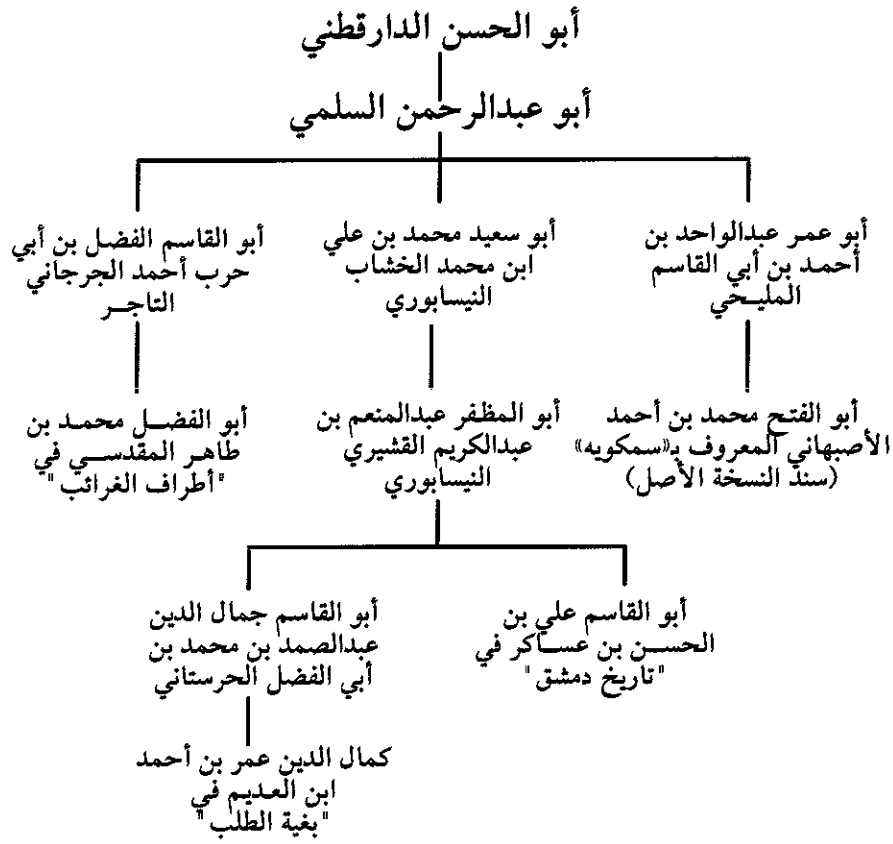 أبو الحسن الدارقطني
أبو عبدالرحمن السلمي
أبو عمر عبدالواحد بن
أحمد بن أبي القاسم
المليحي
أبو سعيد محمد بن علي
ابن محمد الخشاب
النيسابوري
أبو القاسم الفضل بن أبي
حرب أحمد الجرجاني
التاجر
أبو الفتح محمد بن أحمد
الأصبهاني المعروف بـ«سمكويه»
(سند النسخة الأصل)
أبو المظفر عبدالمنعم بن
عبدالكريم القشيري
النيسابوري
أبو الفضل محمد بن
طاهر المقدسي في
"أطراف الغرائب"
أبو القاسم علي بن
الحسن بن عساكر في
"تاريخ دمشق"
أبو القاسم جمال الدين
عبدالصمد بن محمد بن
أبي الفضل الحرستاني
كمال الدين عمر بن أحمد
ابن العديم في
"بغية الطلب"